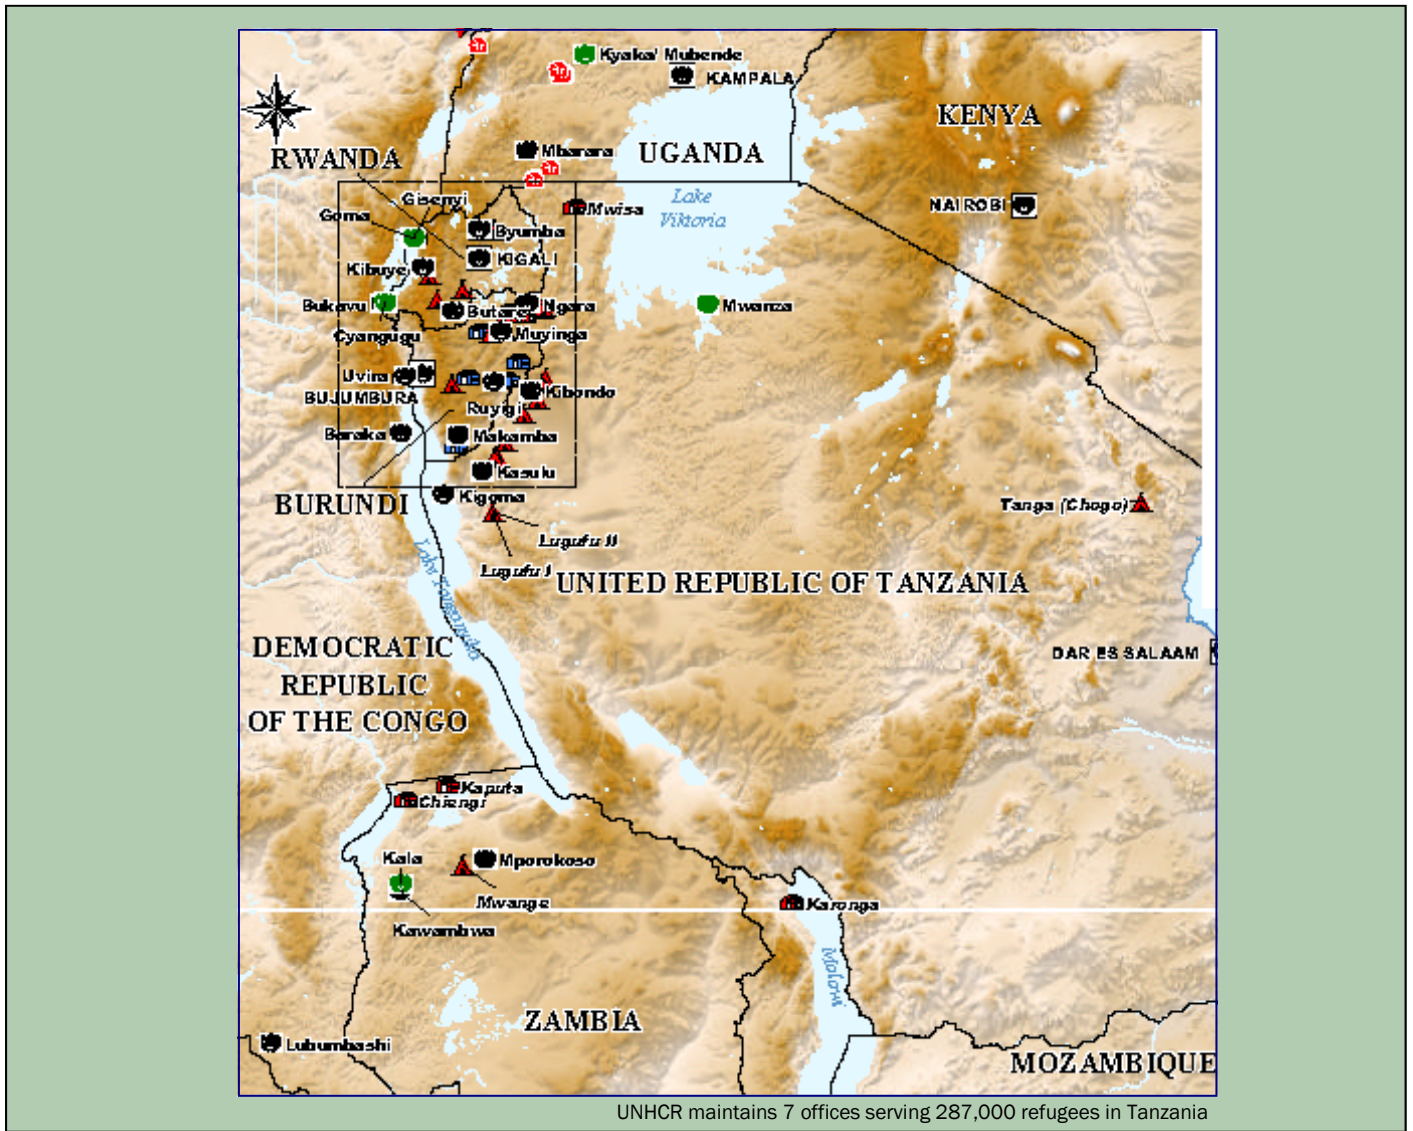 Kyaka/ Mubende
KAMPALA
KENYA
Mbarara
UGANDA
RWANDA
Gisenyi
Lake
Viktoria
NAIROBI
Mwisa
Goma
Byumba
KIGALI
Kibuye
Bukavu
Butare
Ngara
Mwanza
Cyangugu
Muyinga
Uvira
Kibondo
BUJUMBURA
Ruyigi
Baraka
Makamba
Kasulu
Kigoma
BURUNDI
Tanga (Chogo)
Lugufu II
Lugufu I
UNITED REPUBLIC OF TANZANIA
Lake Tanganyika
DEMOCRATIC
REPUBLIC
OF THE CONGO
DAR ES SALAAM
Kaputa
Chiengi
Kala
Mporokoso
Mwange
Karonga
Kawambwa
Malawi
ZAMBIA
Lubumbashi
MOZAMBIQUE
UNHCR maintains 7 offices serving 287,000 refugees in Tanzania